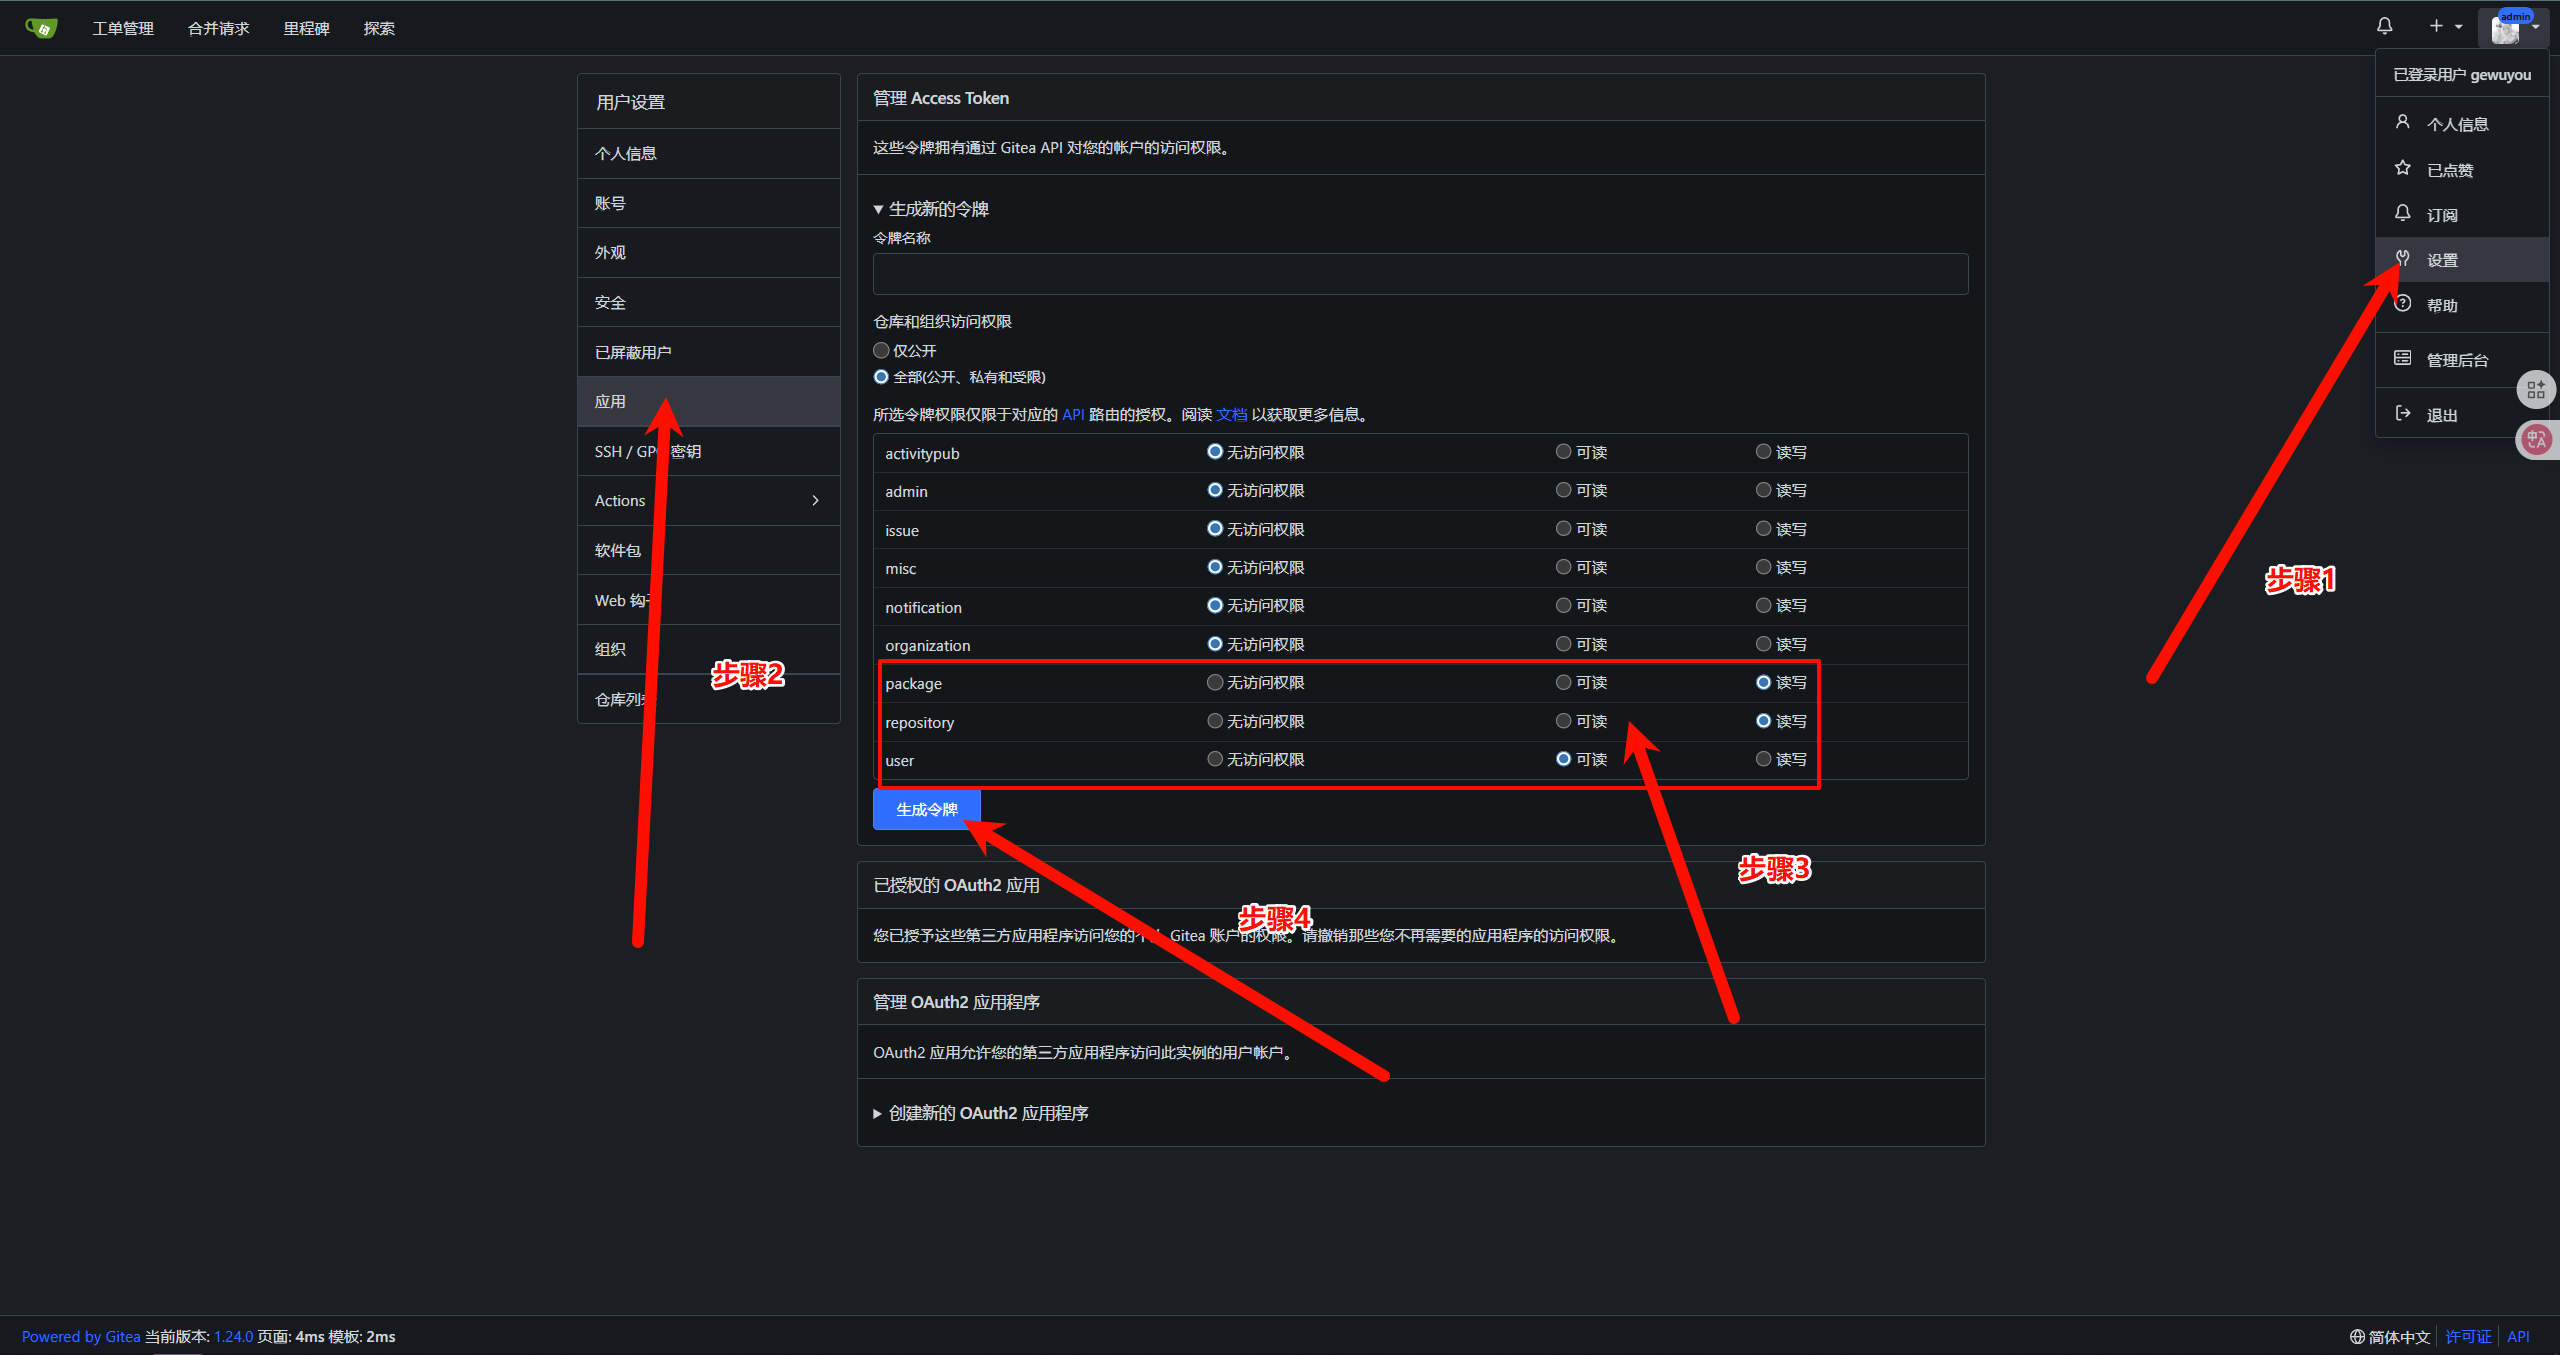 工单管理 合并请求 里程碑 探索
admin
已登录用户 gewuyou
个人信息
已点赞
订阅
设置
帮助
管理后台
退出
步骤1
用户设置
个人信息
账号
外观
安全
已屏蔽用户
应用
SSH / GP 密钥
Actions
软件包
Web 钩
组织
仓库列
步骤2
管理 Access Token
这些令牌拥有通过 Gitea API 对您的帐户的访问权限。
生成新的令牌
令牌名称
仓库和组织访问权限
仅公开
全部(公开、私有和受限)
所选令牌权限仅限于对应的 API 路由的授权。阅读 文档 以获取更多信息。
activitypub 无访问权限 可读 读写
admin 无访问权限 可读 读写
issue 无访问权限 可读 读写
misc 无访问权限 可读 读写
notification 无访问权限 可读 读写
organization 无访问权限 可读 读写
package 无访问权限 可读 读写
repository 无访问权限 可读 读写
user 无访问权限 可读 读写
生成令牌
步骤3
已授权的 OAuth2 应用
步骤4
您已授予这些第三方应用程序访问您的个人 Gitea 账户的权限。请撤销那些您不再需要的应用程序的访问权限。
管理 OAuth2 应用程序
OAuth2 应用允许您的第三方应用程序访问此实例的用户帐户。
创建新的 OAuth2 应用程序
Powered by Gitea 当前版本: 1.24.0 页面: 4ms 模板: 2ms
简体中文 许可证 API